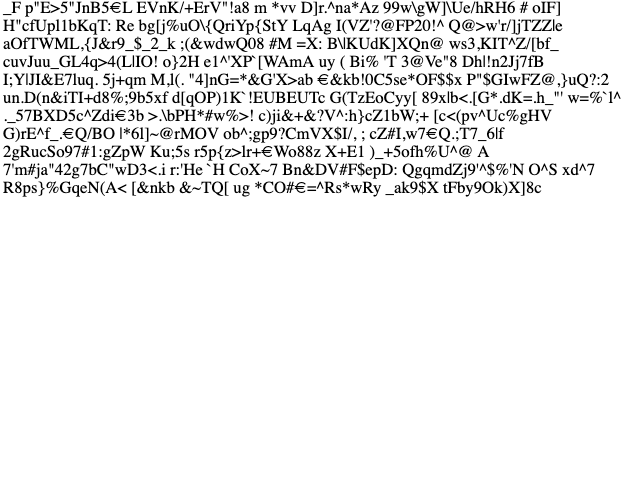 _F p"E>5"JnB5€L EVnK/+ErV"!a8 m *vv D]r.^na*Az 99w\gW]\Ue/hRH6 # oIF]
H"cfUpl1bKqT: Re bg[j%uO\{QriYp{StY LqAg I(VZ'?@FP20!^ Q@>w'r/]jTZZ|e
aOfTWML,{J&r9_$_2_k ;(&wdwQ08 #M =X: B\|KUdK]XQn@ ws3,KIT^Z/[bf_
cuvJuu_GL4q>4(L|IO! o}2H e1^'XP`[WAmA uy ( Bi% 'T 3@Ve"8 Dhl!n2Jj7fB
I;Y|JI&E7luq. 5j+qm M,l(. "4]nG=*&G'X>ab €&kb!0C5se*OF$$x P"$GIwFZ@,}uQ?:2
un.D(n&iTI+d8%;9b5xf d[qOP)1K`!EUBEUTc G(TzEoCyy[ 89x|b<.[G*.dK=.h_"' w=%`l^
._57BXD5c^Zdi€3b >.\bPH*#w%>! c)ji&+&?V^:h}cZ1bW;+ [c<(pv^Uc%gHV
G)rE^f_.€Q/BO |*6l]~@rMOV ob^;gp9?CmVX$I/, ; cZ#I,w7€Q.;T7_6lf
2gRucSo97#1:gZpW Ku;5s r5p{z>lr+€Wo88z X+E1 )_+5ofh%U^@ A
7'm#ja"42g7bC"wD3<.i r:'He `H CoX~7 Bn&DV#F$epD: QgqmdZj9'^$%'N O^S xd^7
R8ps}%GqeN(A< [&nkb &~TQ[ ug *CO#€=^Rs*wRy _ak9$X tFby9Ok)X]8c